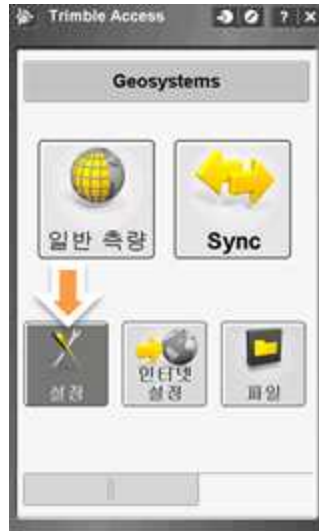 Trimble Access
? X
Geosystems
일반 측량
Sync
설정
인터넷
설정
파일